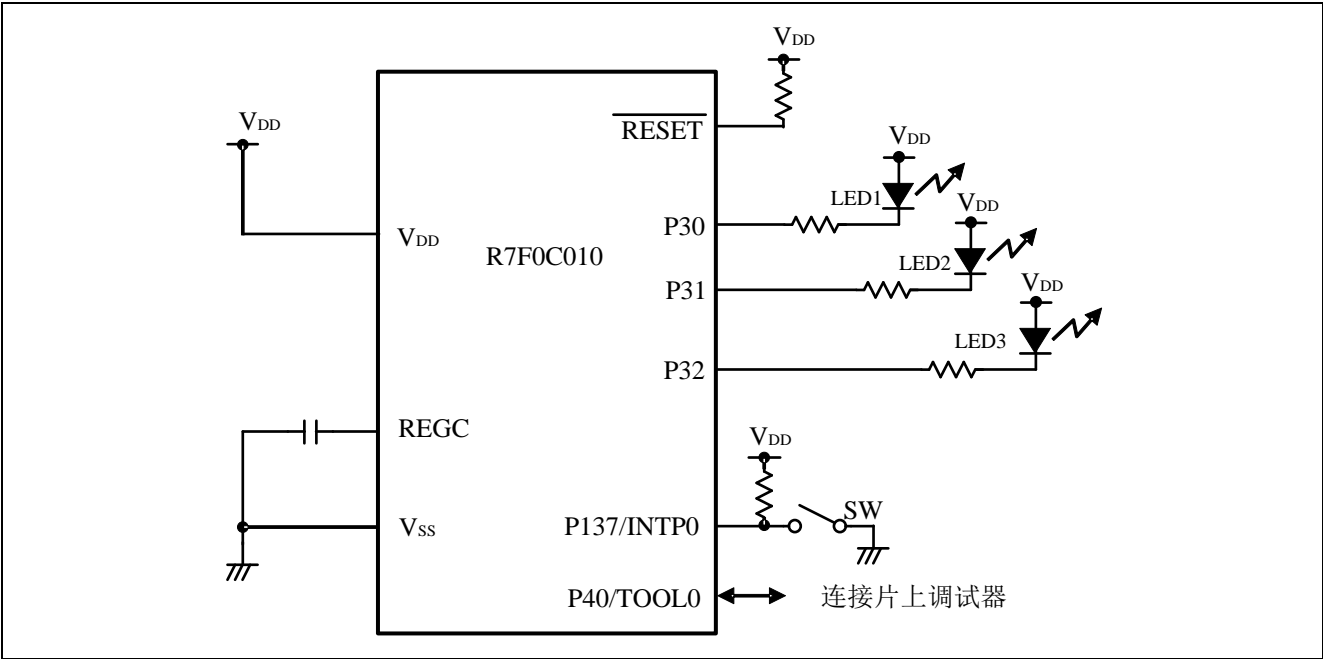 VDD
VDD
RESET
VDD
LED1
P30
VDD
VDD
R7F0C010
LED2
P31
VDD
LED3
P32
REGC
VDD
SW
VSS
P137/INTP0
P40/TOOL0
连接片上调试器